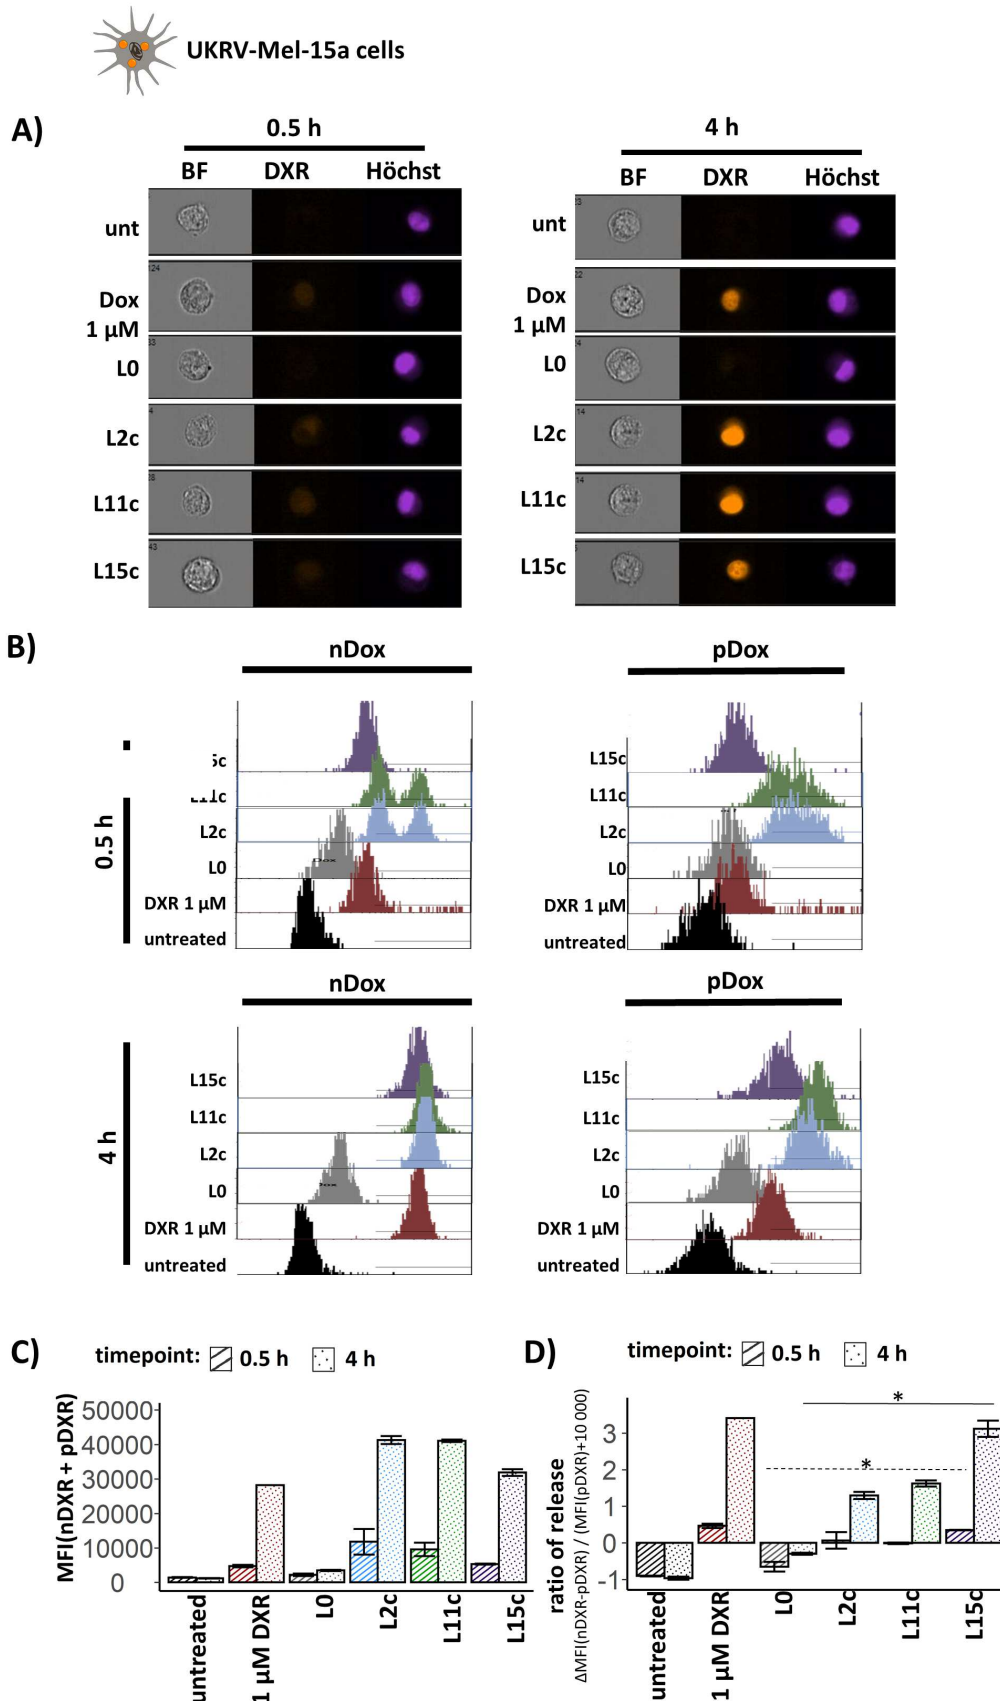 UKRV-Mel-15a cells
A)
0.5 h
BF DXR Höchst
unt
Dox
1 µM
L0
L2c
L11c
L15c
4 h
BF DXR Höchst
unt
Dox
1 µM
L0
L2c
L11c
L15c
B)
nDox
pDox
0.5 h
5c
L11c
L2c
L0
DXR 1 µM
untreated
L15c
L11c
L2c
L0
DXR 1 µM
untreated
nDox
pDox
4 h
L15c
L11c
L2c
L0
DXR 1 µM
untreated
L15c
L11c
L2c
L0
DXR 1 µM
untreated
C)
timepoint: 0.5 h 4 h
MFI(nDXR + pDXR)
50000
40000
30000
20000
10000
0
untreated
1 µM DXR
L0
L2c
L11c
L15c
D)
timepoint: 0.5 h 4 h
ratio of release
ΔMFI(nDXR-pDXR) / (MFI(pDXR)+10 000)
3
2
1
0
-1
*
*
untreated
1 µM DXR
L0
L2c
L11c
L15c